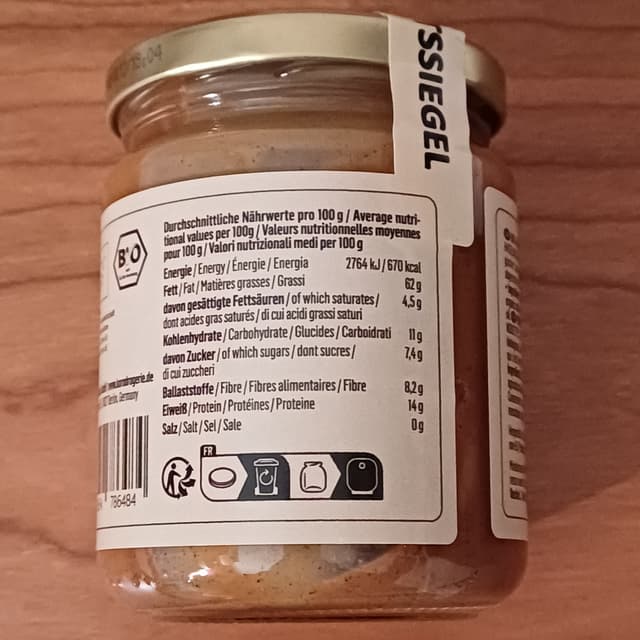 SSIEGEL
BIO
Durchschnittliche Nährwerte pro 100 g / Average nutri-
tional values per 100g / Valeurs nutritionnelles moyennes
pour 100 g / Valori nutrizionali medi per 100 g
Energie / Energy / Énergie / Energia 2764 kJ / 670 kcal
Fett / Fat / Matières grasses / Grassi 62 g
davon gesättigte Fettsäuren / of which saturates / 4,5 g
dont acides gras saturés / di cui acidi grassi saturi
Kohlenhydrate / Carbohydrate / Glucides / Carboidrati 11 g
davon Zucker / of which sugars / dont sucres / 7,4 g
di cui zuccheri
Ballaststoffe / Fibre / Fibres alimentaires / Fibre 8,2 g
Eiweiß / Protein / Protéines / Proteine 14 g
Salz / Salt / Sel / Sale 0 g
Berlin, Germany
786484
FR